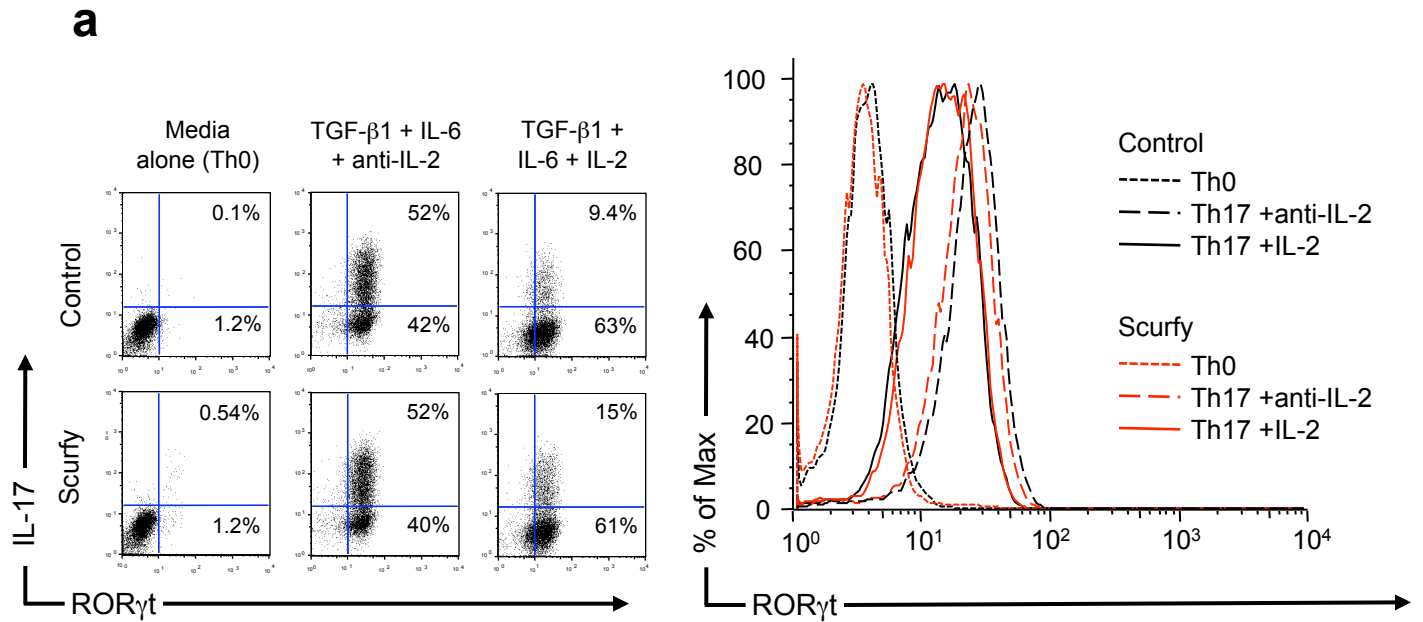 a
Media
alone (Th0)
TGF-β1 + IL-6
+ anti-IL-2
TGF-β1 +
IL-6 + IL-2
Control
0.1%
1.2%
52%
42%
9.4%
63%
Scurfy
0.54%
1.2%
52%
40%
15%
61%
IL-17
RORγt
100
80
60
40
20
0
10⁰
10¹
10²
10³
10⁴
% of Max
RORγt
Control
Th0
Th17 +anti-IL-2
Th17 +IL-2
Scurfy
Th0
Th17 +anti-IL-2
Th17 +IL-2